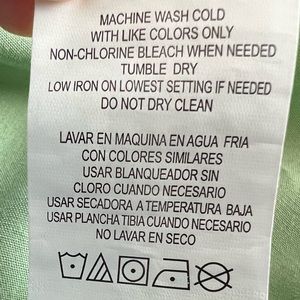 MACHINE WASH COLD
WITH LIKE COLORS ONLY
NON-CHLORINE BLEACH WHEN NEEDED
TUMBLE DRY
LOW IRON ON LOWEST SETTING IF NEEDED
DO NOT DRY CLEAN
LAVAR EN MAQUINA EN AGUA FRIA
CON COLORES SIMILARES
USAR BLANQUEADOR SIN
CLORO CUANDO NECESARIO
USAR SECADORA A TEMPERATURA BAJA
USAR PLANCHA TIBIA CUANDO NECESARIO
NO LAVAR EN SECO